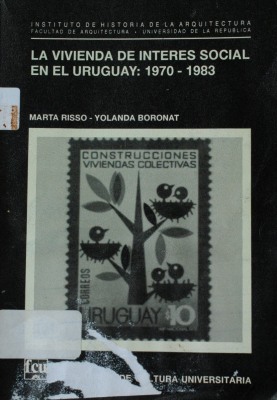 INSTITUTO DE HISTORIA DE LA ARQUITECTURA
FACULTAD DE ARQUITECTURA - UNIVERSIDAD DE LA REPUBLICA
LA VIVIENDA DE INTERES SOCIAL
EN EL URUGUAY: 1970 - 1983
MARTA RISSO - YOLANDA BORONAT
CONSTRUCCIONES
VIVIENDAS COLECTIVAS
CORREOS
URUGUAY 10
fcu
DE CULTURA UNIVERSITARIA